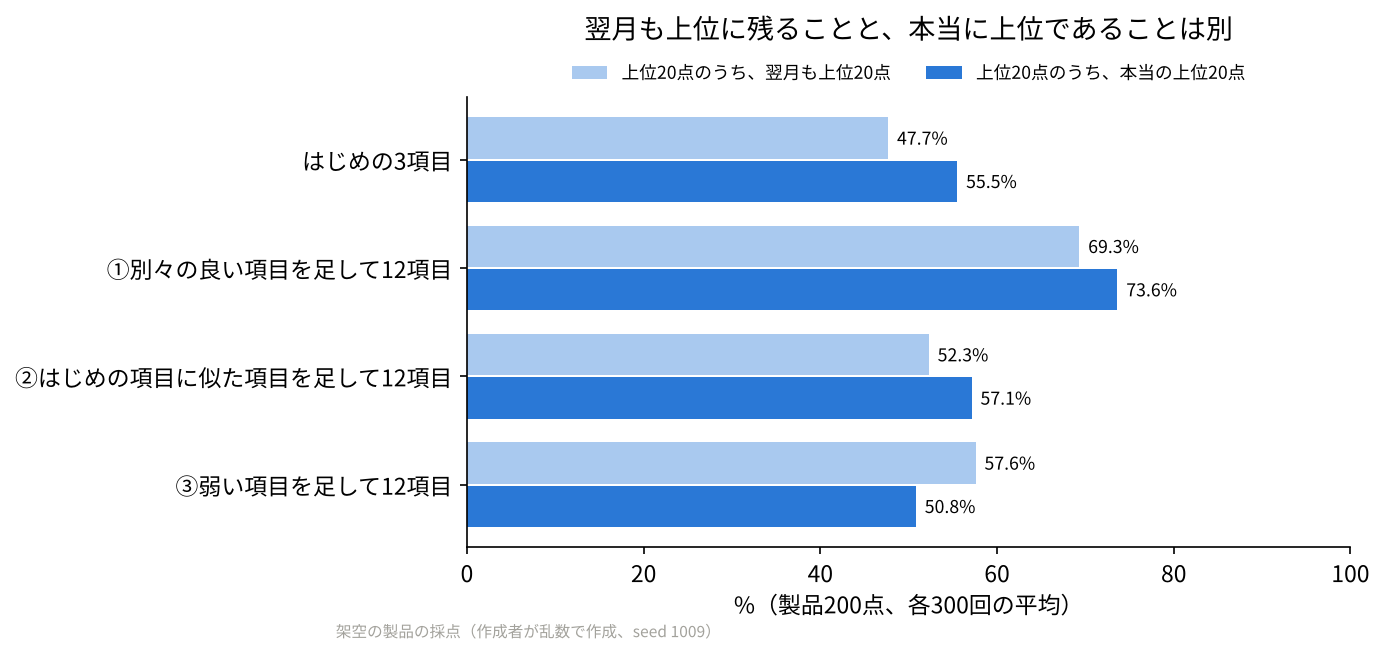 翌月も上位に残ることと、本当に上位であることは別
上位20点のうち、翌月も上位20点
上位20点のうち、本当の上位20点
はじめの3項目
47.7%
55.5%
①別々の良い項目を足して12項目
69.3%
73.6%
②はじめの項目に似た項目を足して12項目
52.3%
57.1%
③弱い項目を足して12項目
57.6%
50.8%
0 20 40 60 80 100
%（製品200点、各300回の平均）
架空の製品の採点（作成者が乱数で作成、seed 1009）